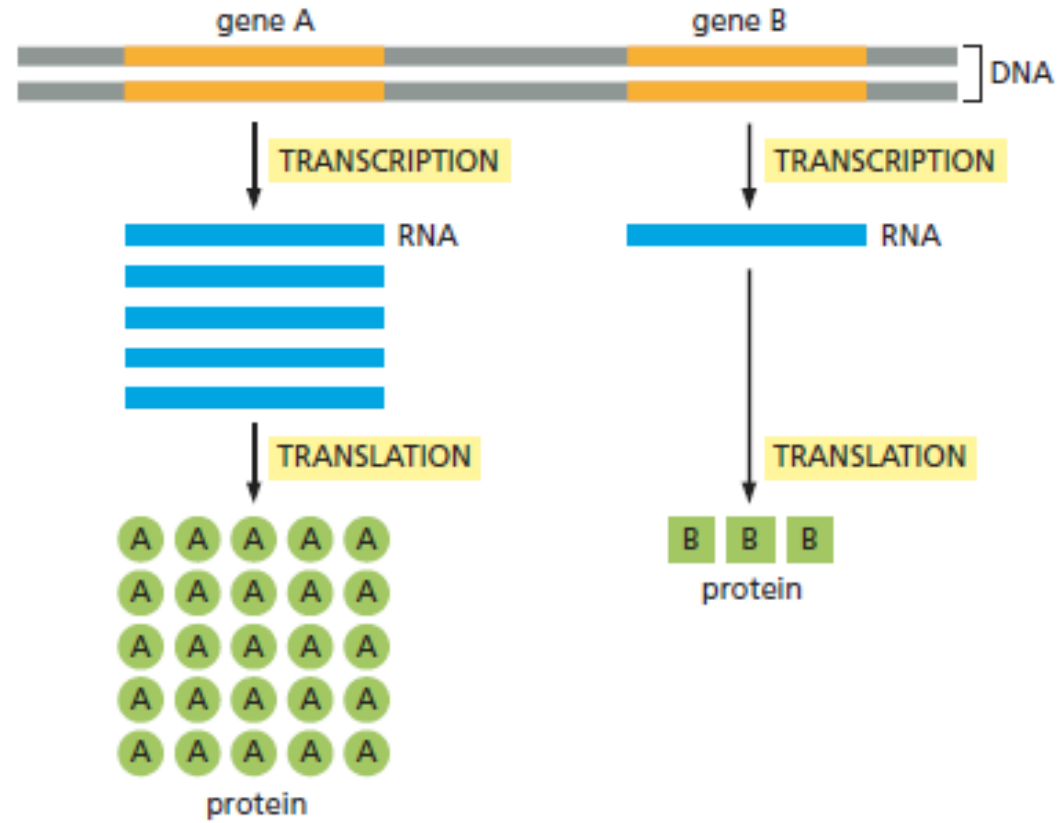 gene A gene B
DNA
TRANSCRIPTION TRANSCRIPTION
RNA RNA
TRANSLATION TRANSLATION
A A A A A B B B
protein
A A A A A
A A A A A
A A A A A
A A A A A
protein